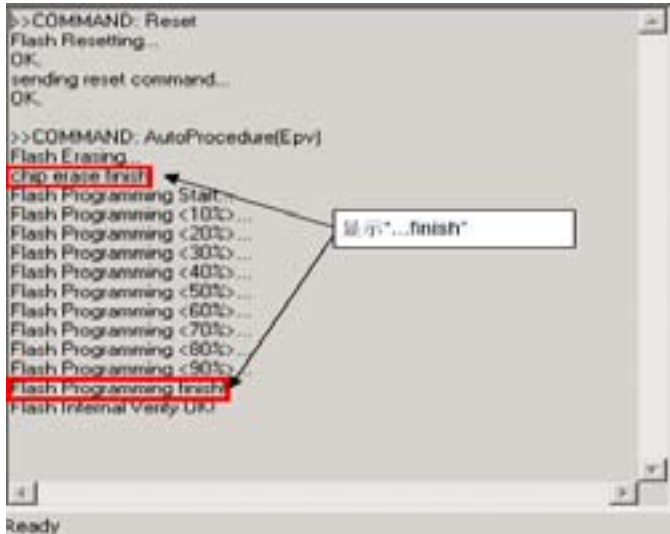 >>COMMAND: Reset
Flash Resetting...
OK.
sending reset command...
OK.
>>COMMAND: AutoProcedure(Epv)
Flash Erasing...
chip erase finish
Flash Programming Start...
Flash Programming <10%>...
Flash Programming <20%>...
Flash Programming <30%>...
Flash Programming <40%>...
Flash Programming <50%>...
Flash Programming <60%>...
Flash Programming <70%>...
Flash Programming <80%>...
Flash Programming <90%>...
Flash Programming finish
Flash Internal Verify OK!
显示"...finish"
Ready